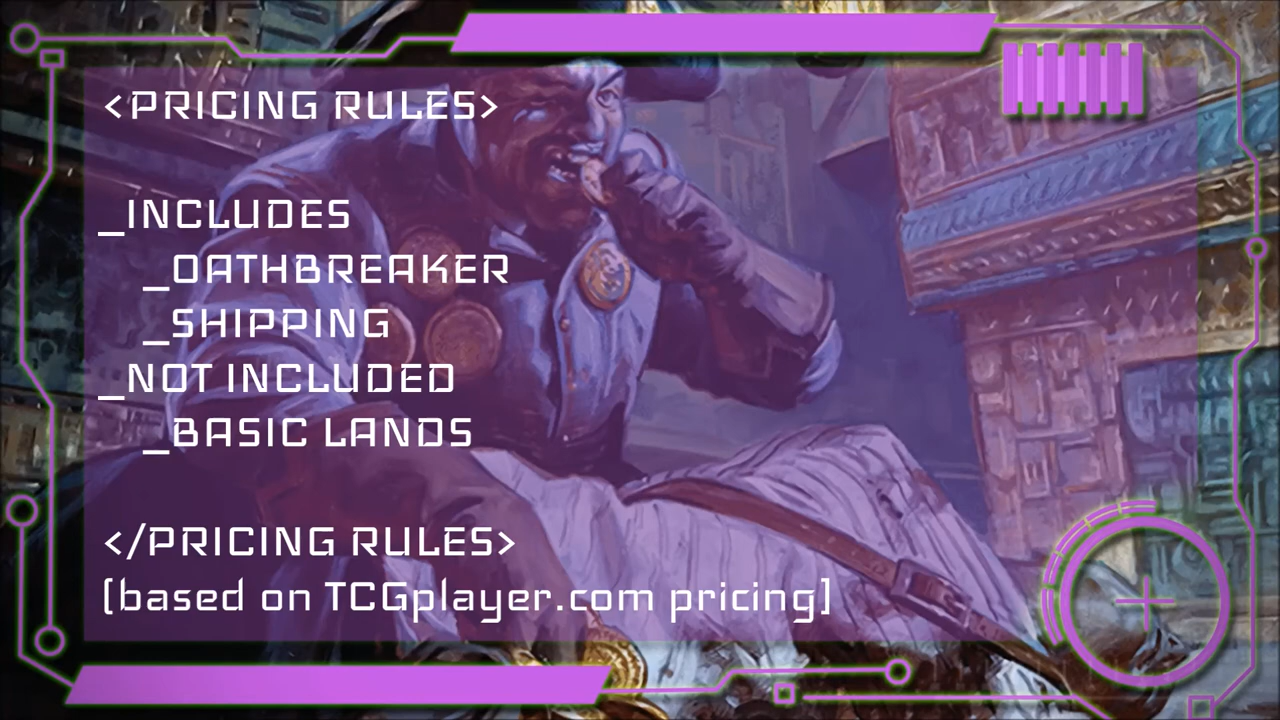 <PRICING RULES>
_INCLUDES
_OATHBREAKER
_SHIPPING
_NOT INCLUDED
_BASIC LANDS
</PRICING RULES>
[based on TCGplayer.com pricing]